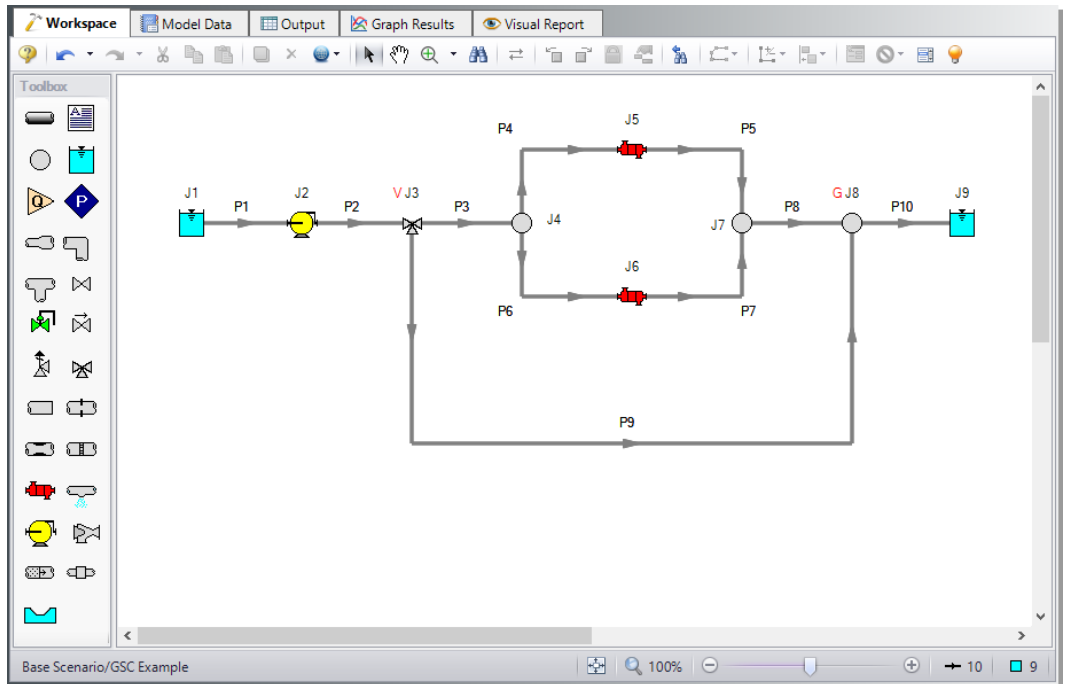 Workspace Model Data Output Graph Results Visual Report
Toolbox
A
Q P
P4 J5 P5
J1 P1 J2 P2 V J3 P3 J4 J7 P8 G J8 P10 J9
J6
P6 P7
P9
Base Scenario/GSC Example 100% 10 9